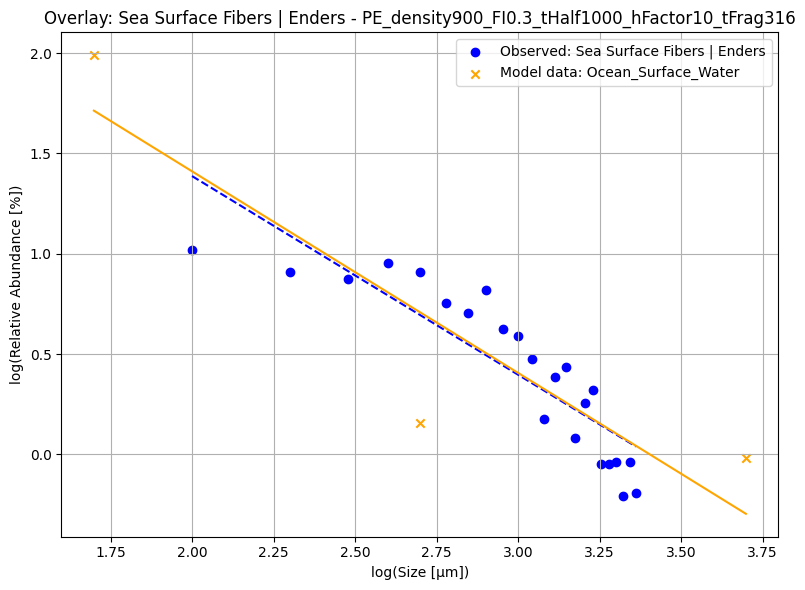 Overlay: Sea Surface Fibers | Enders - PE_density900_FI0.3_tHalf1000_hFactor10_tFrag316
Observed: Sea Surface Fibers | Enders
Model data: Ocean_Surface_Water
2.0
1.5
1.0
0.5
0.0
log(Relative Abundance [%])
1.75 2.00 2.25 2.50 2.75 3.00 3.25 3.50 3.75
log(Size [µm])